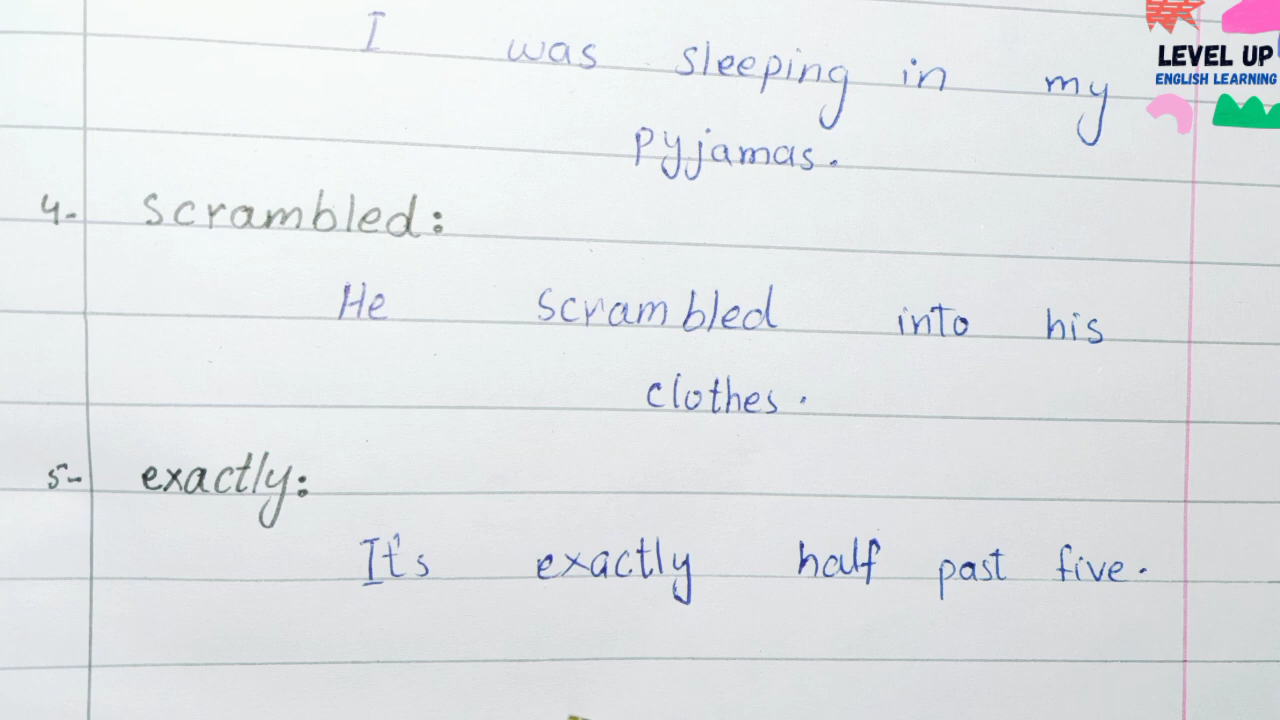 I was sleeping in my
pyjamas.
4- scrambled:
He scrambled into his
clothes.
5- exactly:
It's exactly half past five.
LEVEL UP
ENGLISH LEARNING